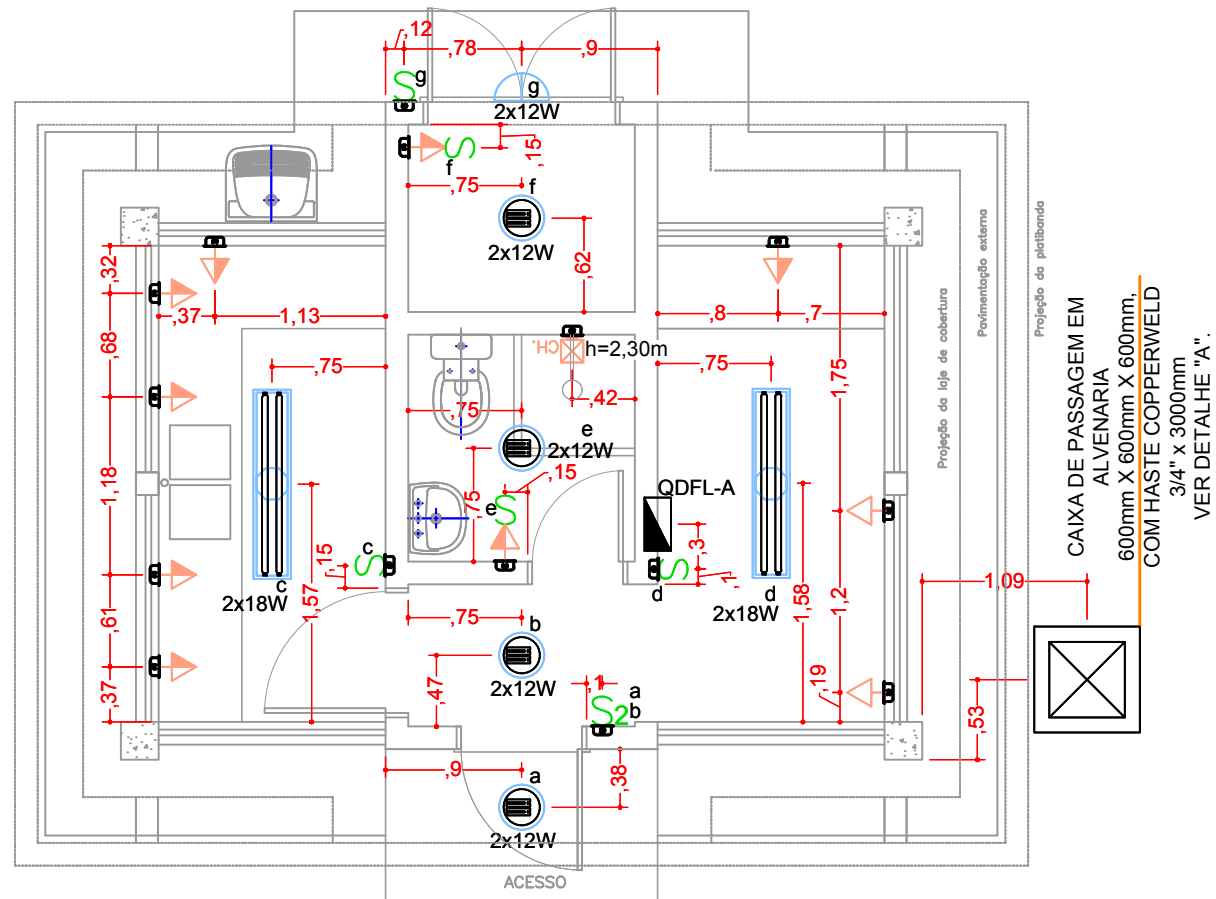 ,12
,78
,9
g
g
2x12W
f
,15
,75
f
2x12W
,62
,32
,37
1,13
,8
,7
,68
CH.
h=2,30m
,75
,75
1,75
,75
,42
e
2x12W
,15
1,18
,75
e
QDFL-A
c
,15
,3
,1
d
c
2x18W
1,57
d
2x18W
1,58
1,2
,61
,75
b
2x12W
,47
,1
a
b
S2
,37
,19
1,09
,53
,9
a
2x12W
,38
ACESSO
Projeção da laje de cobertura
Pavimentação externa
Projeção da platibanda
CAIXA DE PASSAGEM EM
ALVENARIA
600mm X 600mm X 600mm,
COM HASTE COPPERWELD
3/4" x 3000mm
VER DETALHE "A".